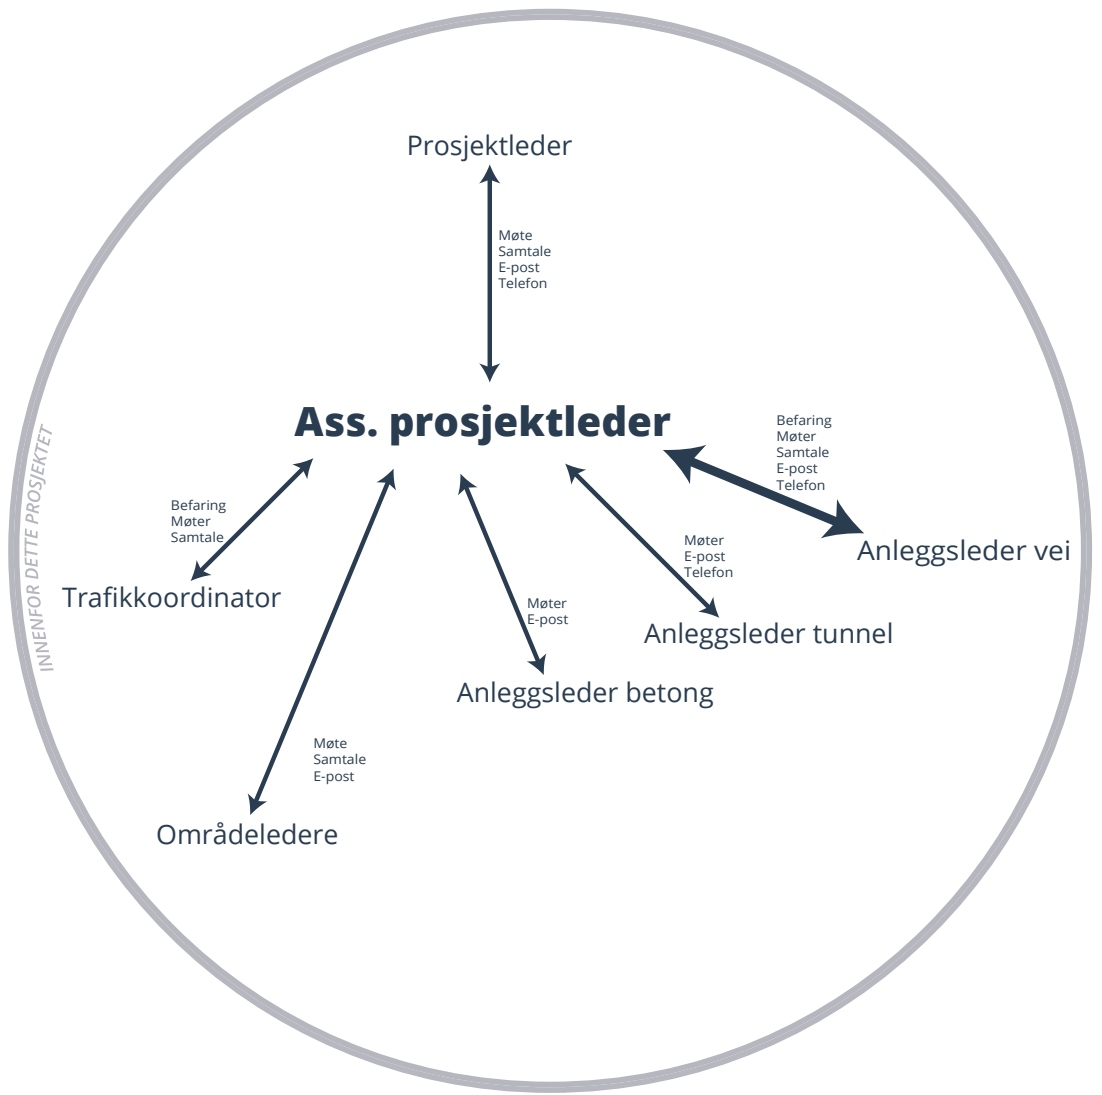 Prosjektleder
Møte
Samtale
E-post
Telefon
Ass. prosjektleder
Befaring
Møter
Samtale
E-post
Telefon
Anleggsleder vei
Befaring
Møter
Samtale
Trafikkoordinator
Møter
E-post
Telefon
Anleggsleder tunnel
Møter
E-post
Anleggsleder betong
Møte
Samtale
E-post
Områdeledere
INNENFOR DETTE PROSJEKTET